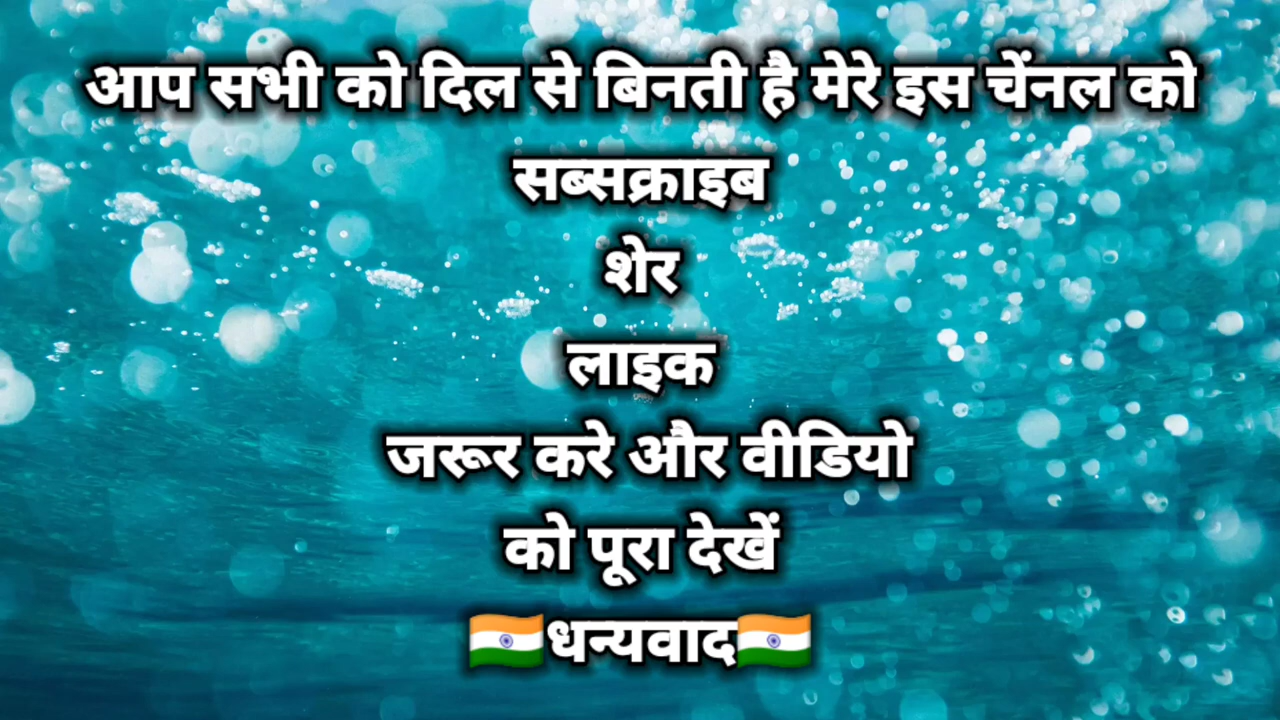 आप सभी को दिल से बिनती है मेरे इस चेंनल को
सब्सक्राइब
शेर
लाइक
जरूर करे और वीडियो
को पूरा देखें
🇮🇳धन्यवाद🇮🇳